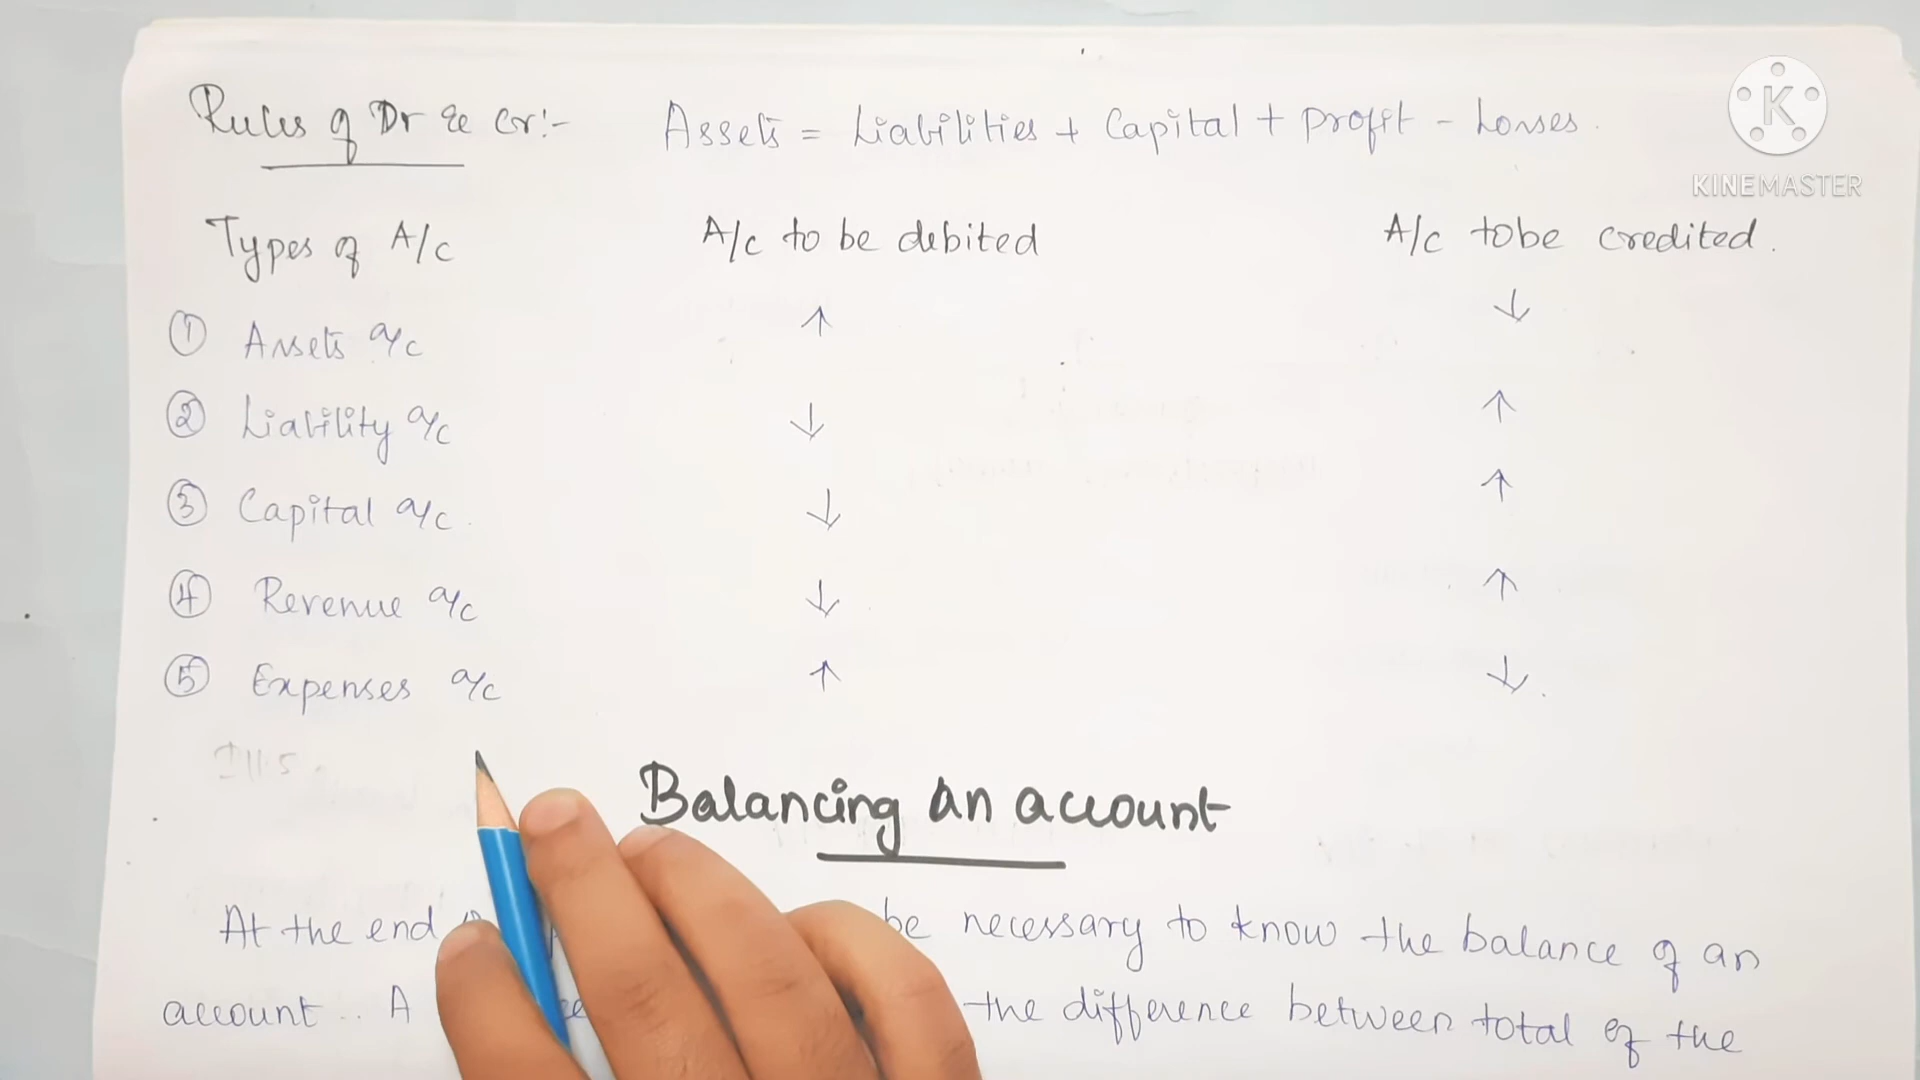 Rules of Dr & Cr:- Assets = Liabilities + Capital + Profit - Losses.
K
KINEMASTER
Types of A/c A/c to be debited A/c tobe credited.
① Assets a/c ↑ ↓
② Liability a/c ↓ ↑
③ Capital a/c. ↓ ↑
④ Revenue a/c ↓ ↑
⑤ Expenses a/c ↑ ↓.
Balancing an account
At the end be necessary to know the balance of an
account.. A the difference between total of the